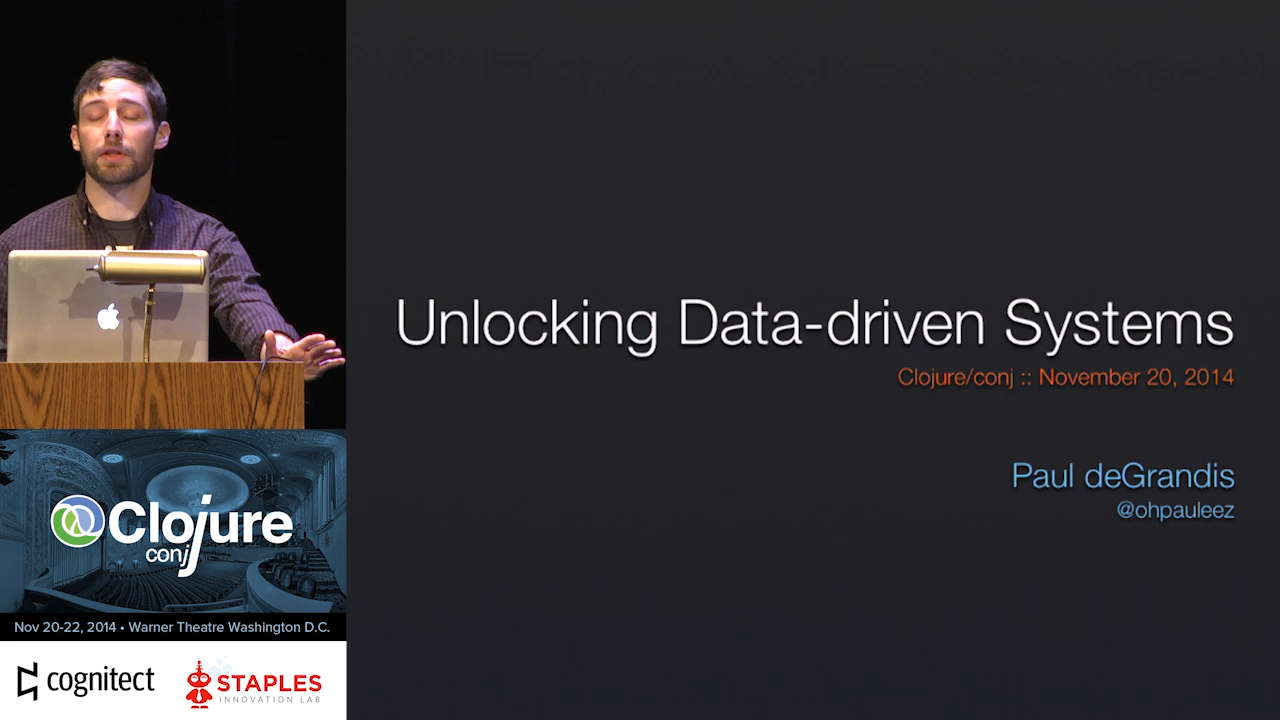 Unlocking Data-driven Systems
Clojure/conj :: November 20, 2014
Paul deGrandis
@ohpauleez
Clojure
conj
Nov 20-22, 2014 • Warner Theatre Washington D.C.
cognitect
STAPLES
INNOVATION LAB